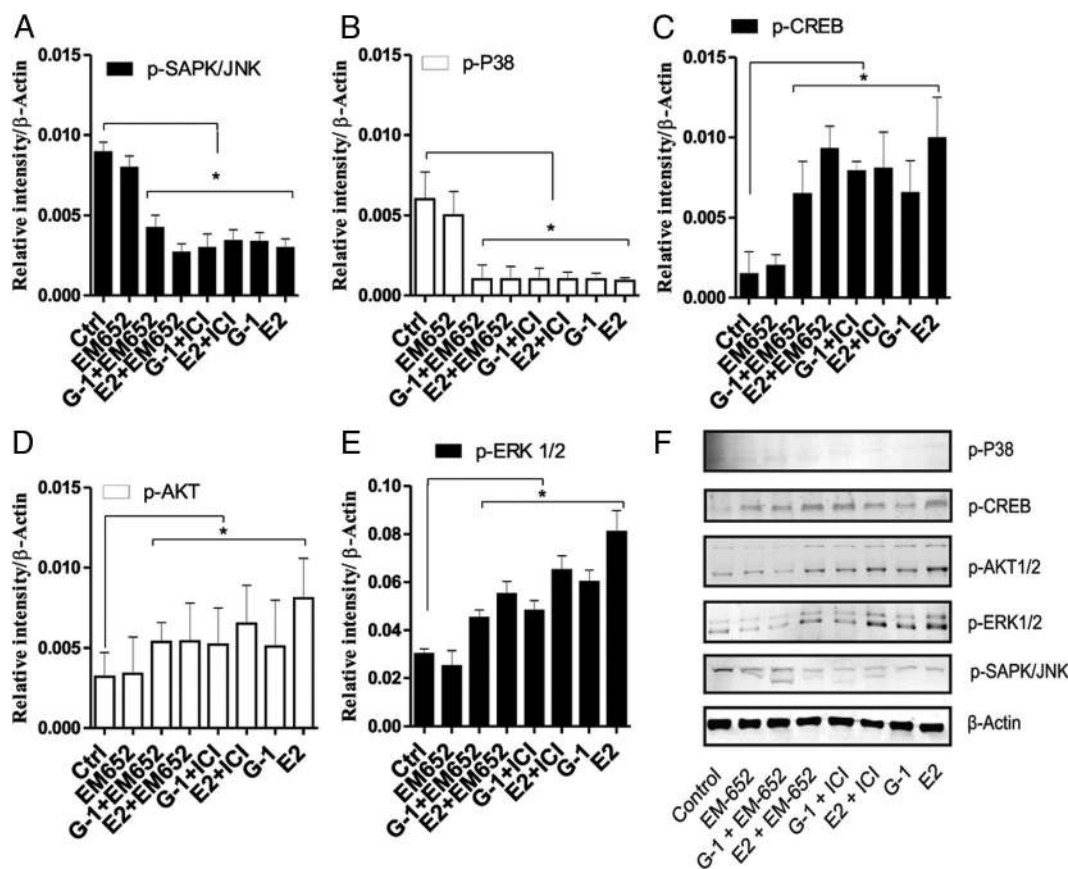 A
p-SAPK/JNK
Relative intensity/β-Actin
0.015
0.010
0.005
0.000
*
Ctrl
EM652
G-1+EM652
E2+EM652
G-1+ICI
E2+ICI
G-1
E2
B
p-P38
Relative intensity/ β-Actin
0.015
0.010
0.005
0.000
*
Ctrl
EM652
G-1+EM652
E2+EM652
G-1+ICI
E2+ICI
G-1
E2
C
p-CREB
Relative intensity/β-Actin
0.015
0.010
0.005
0.000
*
Ctrl
EM652
G-1+EM652
E2+EM652
G-1+ICI
E2+ICI
G-1
E2
D
p-AKT
Relative intensity/ β-Actin
0.015
0.010
0.005
0.000
*
Ctrl
EM652
G-1+EM652
E2+EM652
G-1+ICI
E2+ICI
G-1
E2
E
p-ERK 1/2
Relative intensity/ β-Actin
0.10
0.08
0.06
0.04
0.02
0.00
*
Ctrl
EM652
G-1+EM652
E2+EM652
G-1+ICI
E2+ICI
G-1
E2
F
p-P38
p-CREB
p-AKT1/2
p-ERK1/2
p-SAPK/JNK
β-Actin
Control
EM-652
G-1 + EM-652
E2 + EM-652
G-1 + ICI
E2 + ICI
G-1
E2